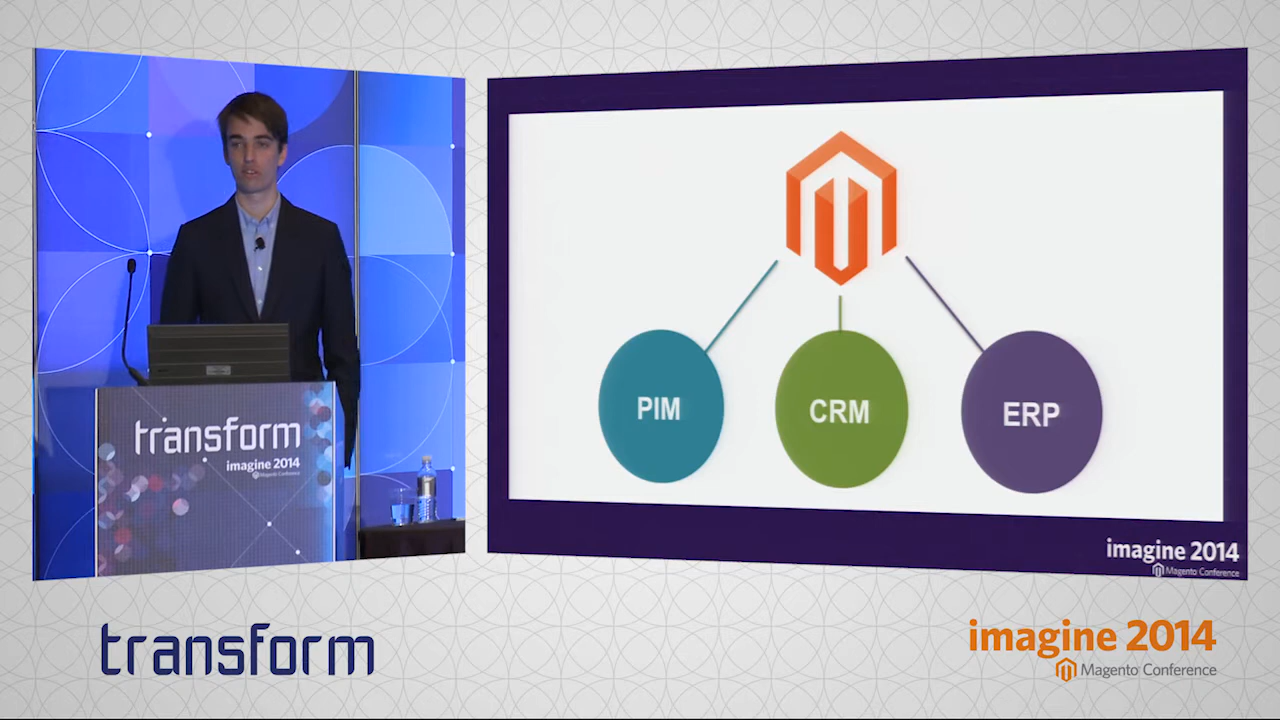 transform
imagine 2014
Magento Conference
PIM
CRM
ERP
imagine 2014
Magento Conference
transform
imagine 2014
Magento Conference